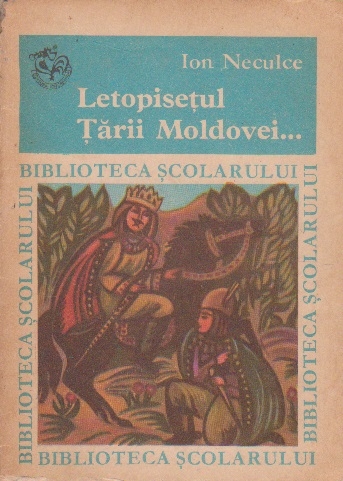 Ion Neculce
Letopisețul
Țării Moldovei...
BIBLIOTECA ȘCOLARULUI
BIBLIOTECA ȘCOLARULUI
BIBLIOTECA ȘCOLARULUI
BIBLIOTECA ȘCOLARULUI